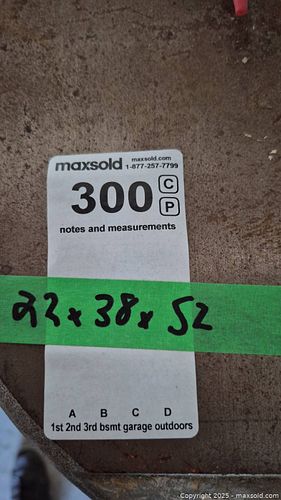 maxsold maxsold.com
1-877-257-7799
300 C
P
notes and measurements
22 x 38 x 52
A B C D
1st 2nd 3rd bsmt garage outdoors
Copyright © 2025 - maxsold.com